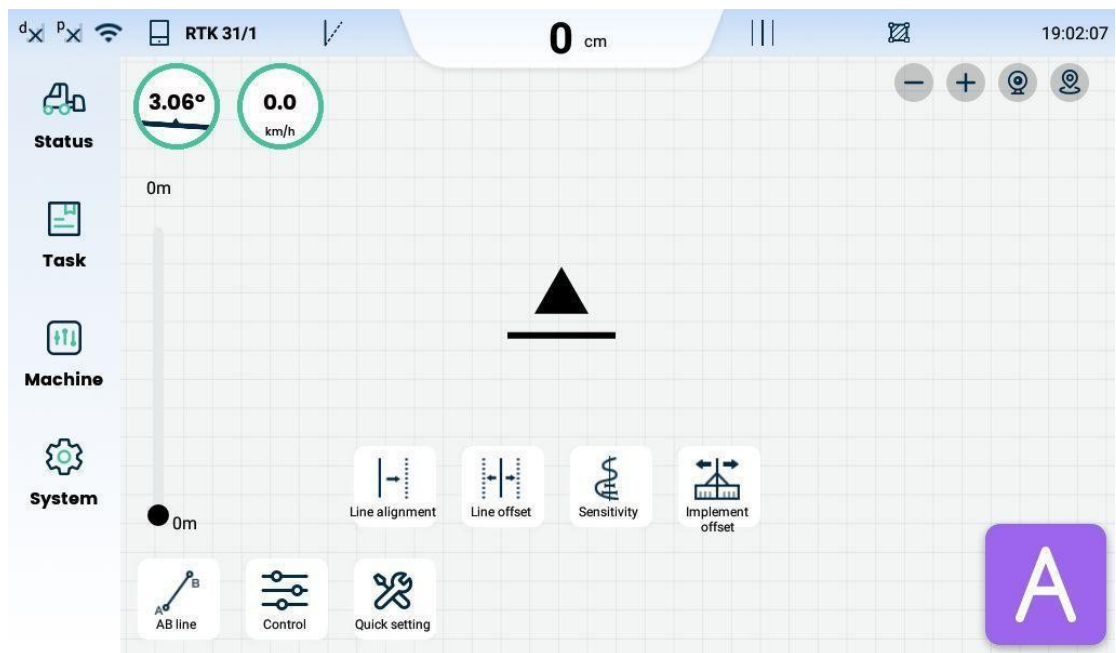 d p RTK 31/1 0 cm 19:02:07
3.06° 0.0
km/h
Status
0m
Task
Machine
System
Line alignment Line offset Sensitivity Implement
offset
0m
A B
AB line Control Quick setting
A